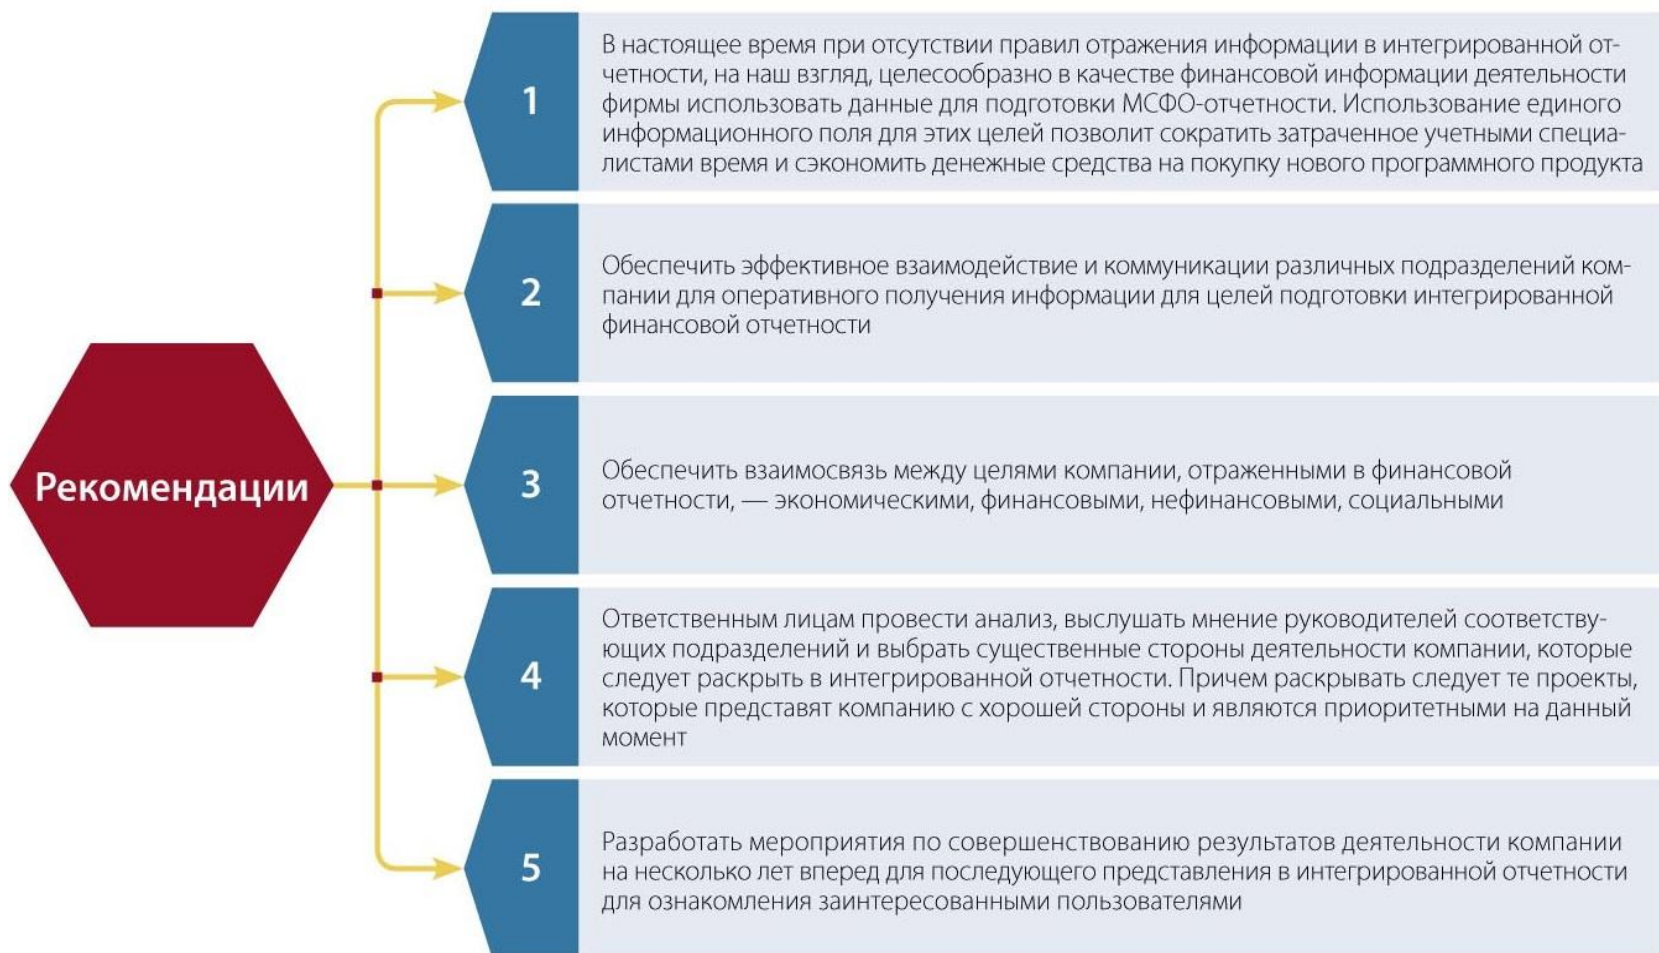 Рекомендации
1
В настоящее время при отсутствии правил отражения информации в интегрированной от-
четности, на наш взгляд, целесообразно в качестве финансовой информации деятельности
фирмы использовать данные для подготовки МСФО-отчетности. Использование единого
информационного поля для этих целей позволит сократить затраченное учетными специа-
листами время и сэкономить денежные средства на покупку нового программного продукта
2
Обеспечить эффективное взаимодействие и коммуникации различных подразделений ком-
пании для оперативного получения информации для целей подготовки интегрированной
финансовой отчетности
3
Обеспечить взаимосвязь между целями компании, отраженными в финансовой
отчетности, — экономическими, финансовыми, нефинансовыми, социальными
4
Ответственным лицам провести анализ, выслушать мнение руководителей соответству-
ющих подразделений и выбрать существенные стороны деятельности компании, которые
следует раскрыть в интегрированной отчетности. Причем раскрывать следует те проекты,
которые представят компанию с хорошей стороны и являются приоритетными на данный
момент
5
Разработать мероприятия по совершенствованию результатов деятельности компании
на несколько лет вперед для последующего представления в интегрированной отчетности
для ознакомления заинтересованными пользователями